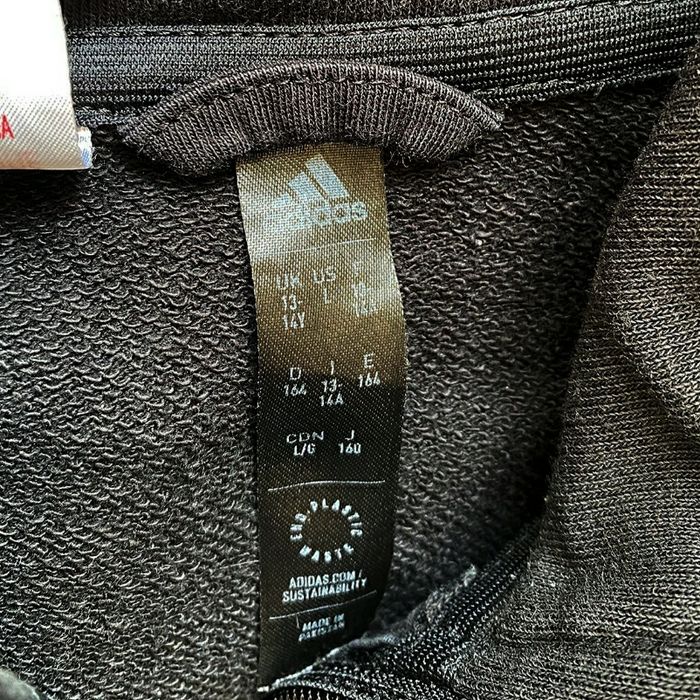 A
adidas
UK US F
13- L 13-
14Y 14A
D I E
164 13- 164
14A
CDN J
L/G 160
END PLASTIC WASTE
ADIDAS.COM/
SUSTAINABILITY
MADE IN
PAKISTAN